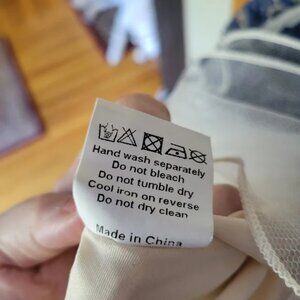 Hand wash separately
Do not bleach
Do not tumble dry
Cool iron on reverse
Do not dry clean
Made in China